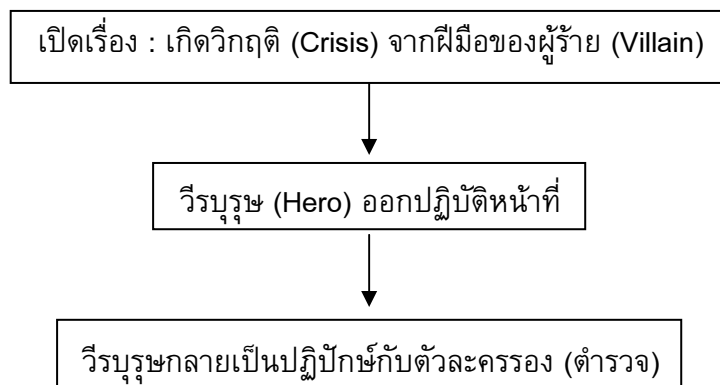 เปิดเรื่อง : เกิดวิกฤติ (Crisis) จากฝีมือของผู้ร้าย (Villain)
วีรบุรุษ (Hero) ออกปฏิบัติหน้าที่
วีรบุรุษกลายเป็นปฏิปักษ์กับตัวละครรอง (ตำรวจ)